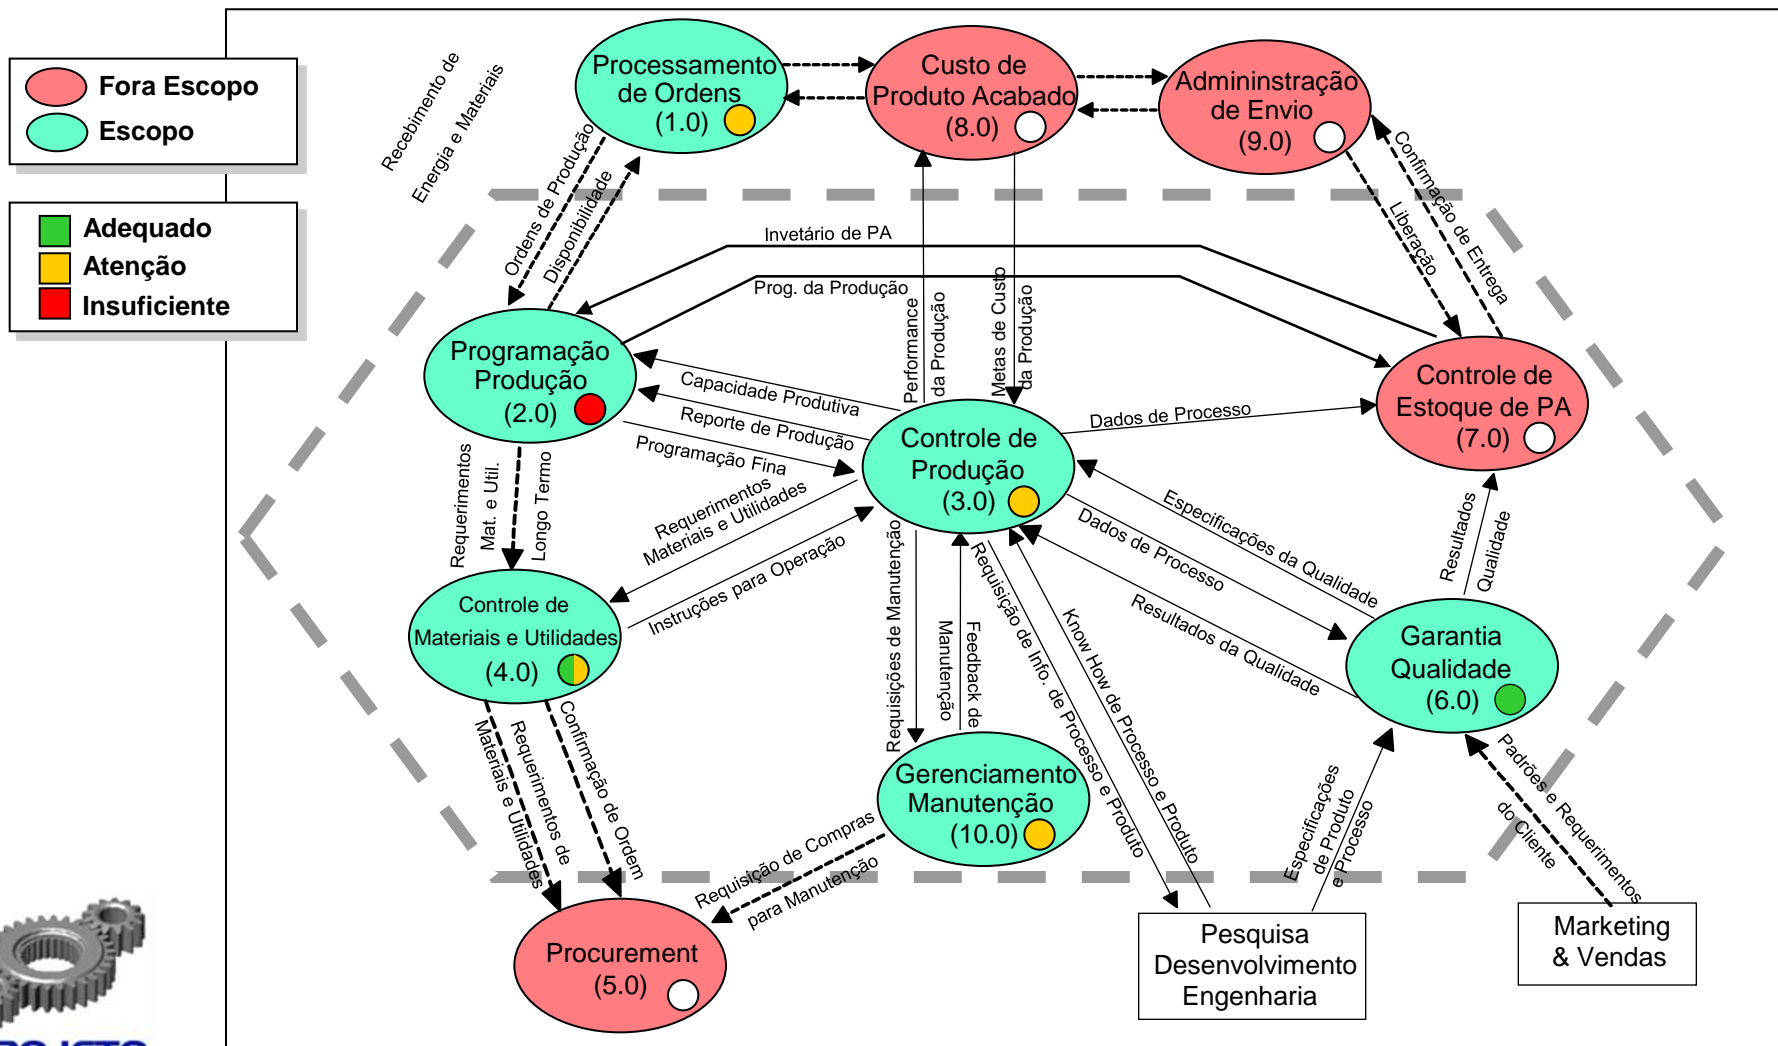 Fora Escopo
Escopo
Adequado
Atenção
Insuficiente
Recebimento de
Energia e Materiais
Processamento
de Ordens
(1.0)
Custo de
Produto Acabado
(8.0)
Admininstração
de Envio
(9.0)
Ordens de Produção
Disponibilidade
Invetário de PA
Prog. da Produção
Performance
da Produção
Metas de Custo
da Produção
Liberação
Confirmação de Entrega
Programação
Produção
(2.0)
Capacidade Produtiva
Reporte de Produção
Programação Fina
Controle de
Produção
(3.0)
Dados de Processo
Controle de
Estoque de PA
(7.0)
Requerimentos
Mat. e Util.
Longo Termo
Requerimentos
Materiais e Utilidades
Instruções para Operação
Especificações da Qualidade
Dados de Processo
Resultados da Qualidade
Resultados
Qualidade
Controle de
Materiais e Utilidades
(4.0)
Requisições de Manutenção
Feedback de
Manutenção
Requisição de Info. de Processo e Produto
Know How de Processo e Produto
Garantia
Qualidade
(6.0)
Requerimentos de
Materiais e Utilidades
Confirmação de Ordem
Gerenciamento
Manutenção
(10.0)
Requisição de Compras
para Manutenção
Especificações
de Produto
e Processo
Padrões e Requerimentos
do Cliente
Procurement
(5.0)
Pesquisa
Desenvolvimento
Engenharia
Marketing
& Vendas